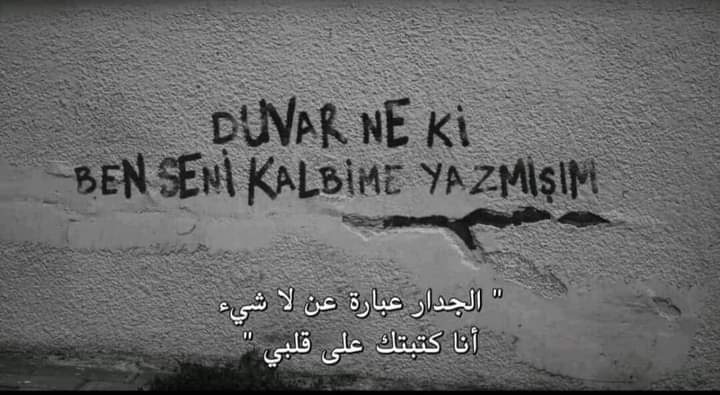 DUVAR NE Kİ
BEN SENİ KALBİME YAZMIŞIM
" الجدار عبارة عن لا شيء
أنا كتبتك على قلبي "